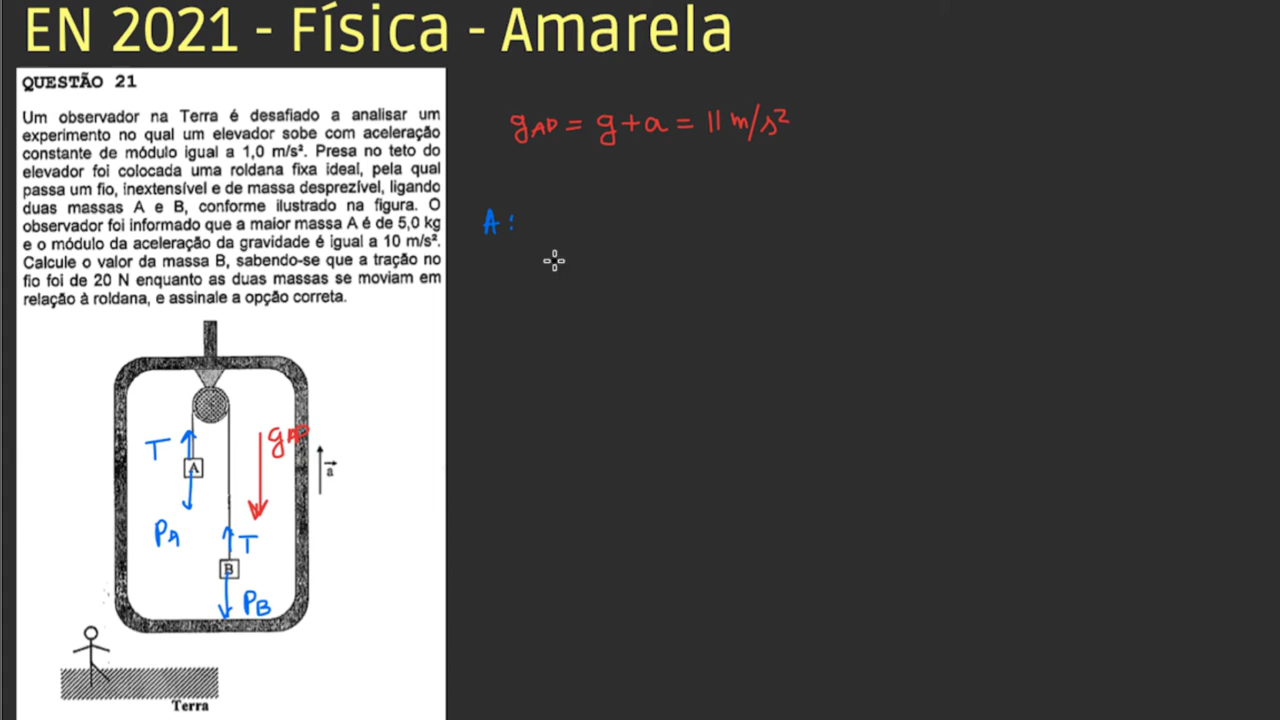 EN 2021 - Física - Amarela
QUESTÃO 21
Um observador na Terra é desafiado a analisar um
experimento no qual um elevador sobe com aceleração
constante de módulo igual a 1,0 m/s². Presa no teto do
elevador foi colocada uma roldana fixa ideal, pela qual
passa um fio, inextensível e de massa desprezível, ligando
duas massas A e B, conforme ilustrado na figura. O
observador foi informado que a maior massa A é de 5,0 kg
e o módulo da aceleração da gravidade é igual a 10 m/s².
Calcule o valor da massa B, sabendo-se que a tração no
fio foi de 20 N enquanto as duas massas se moviam em
relação à roldana, e assinale a opção correta.
g_AP = g + a = 11 m/s²
A :
T
g_AP
A
a
P_A
T
B
P_B
Terra